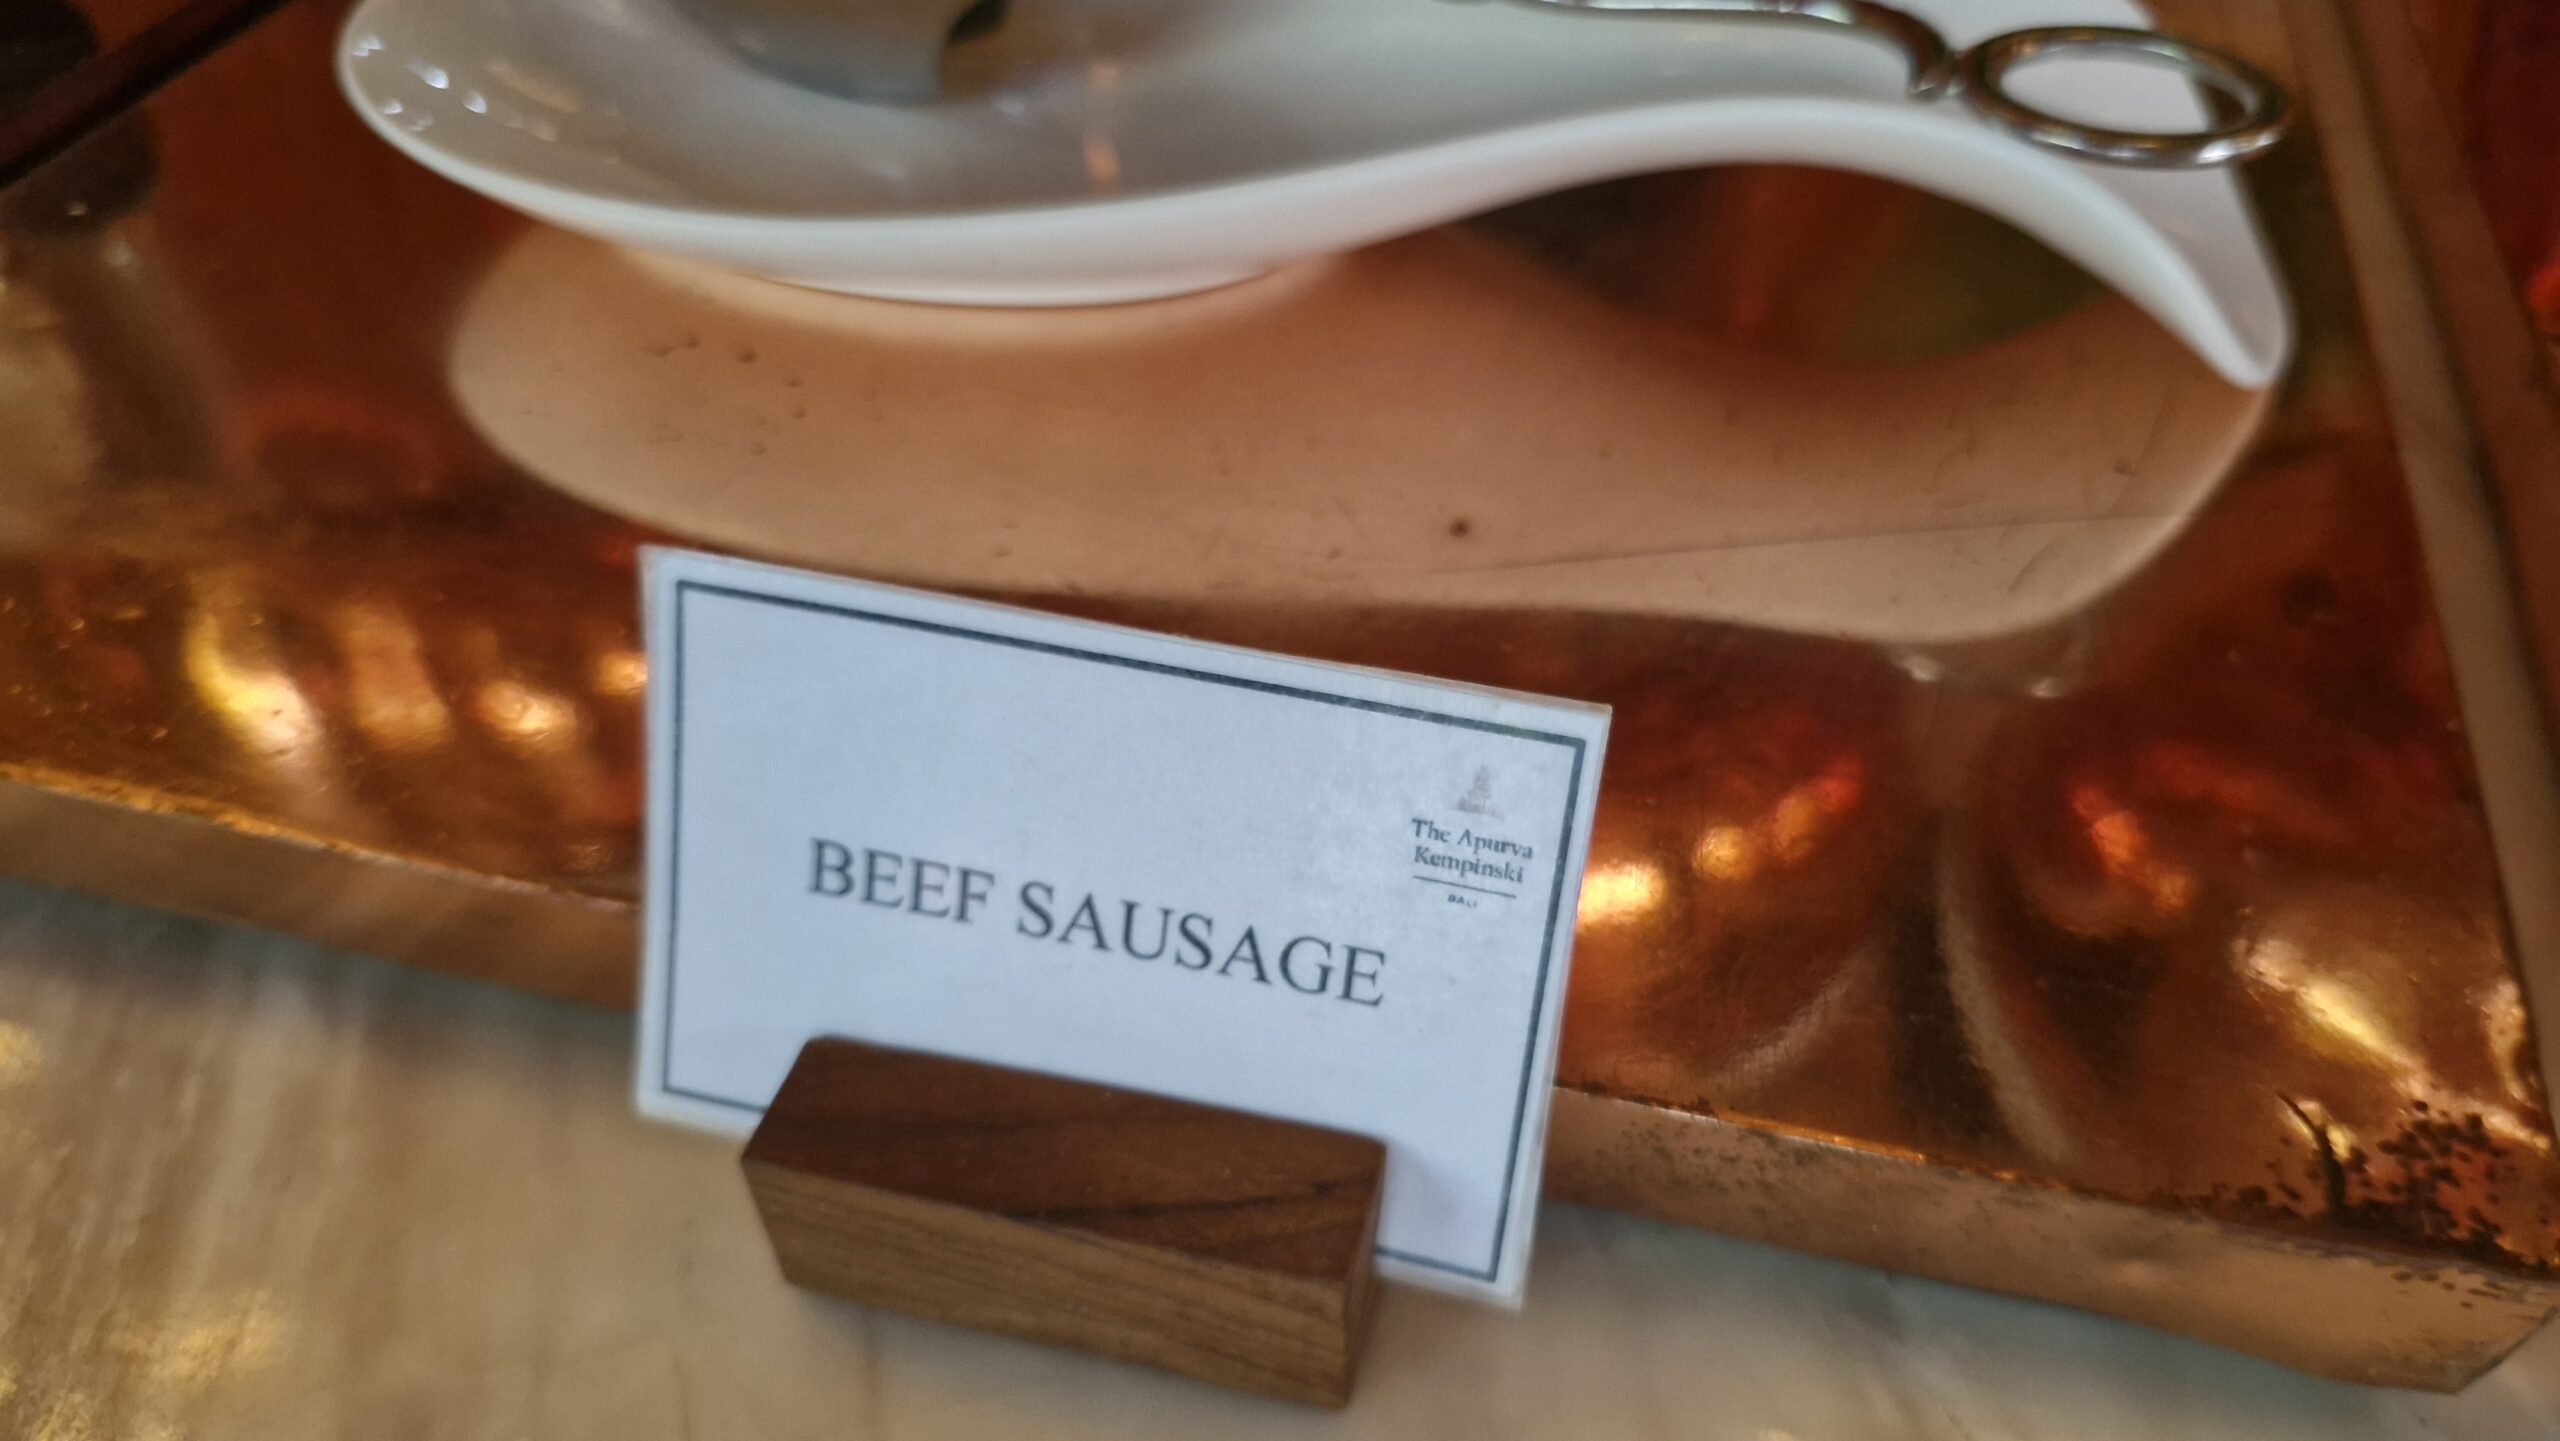 The Apurva
Kempinski
BALI
BEEF SAUSAGE